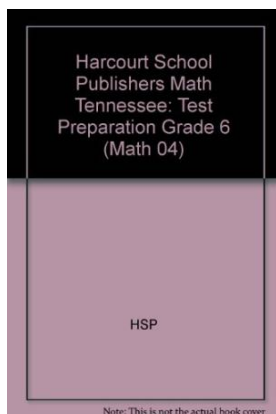 Harcourt School
Publishers Math
Tennessee: Test
Preparation Grade 6
(Math 04)
HSP
Note: This is not the actual book cover